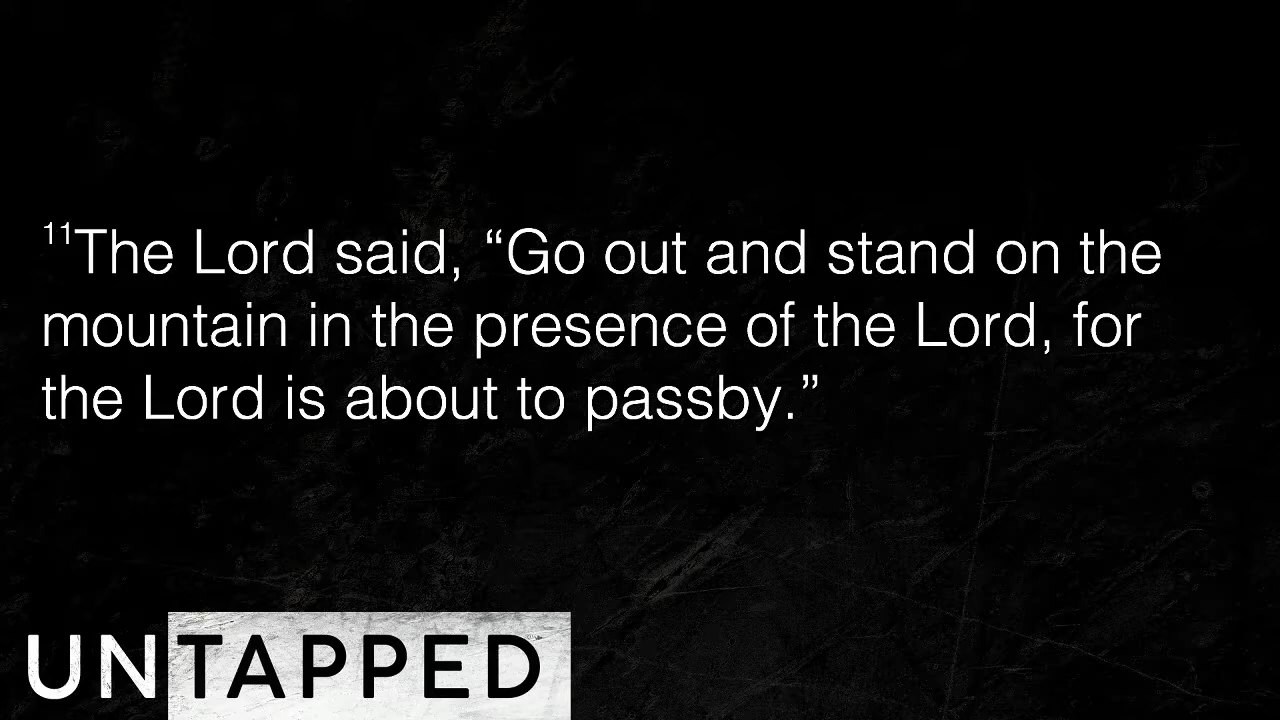 11The Lord said, “Go out and stand on the
mountain in the presence of the Lord, for
the Lord is about to passby.”
UNTAPPED